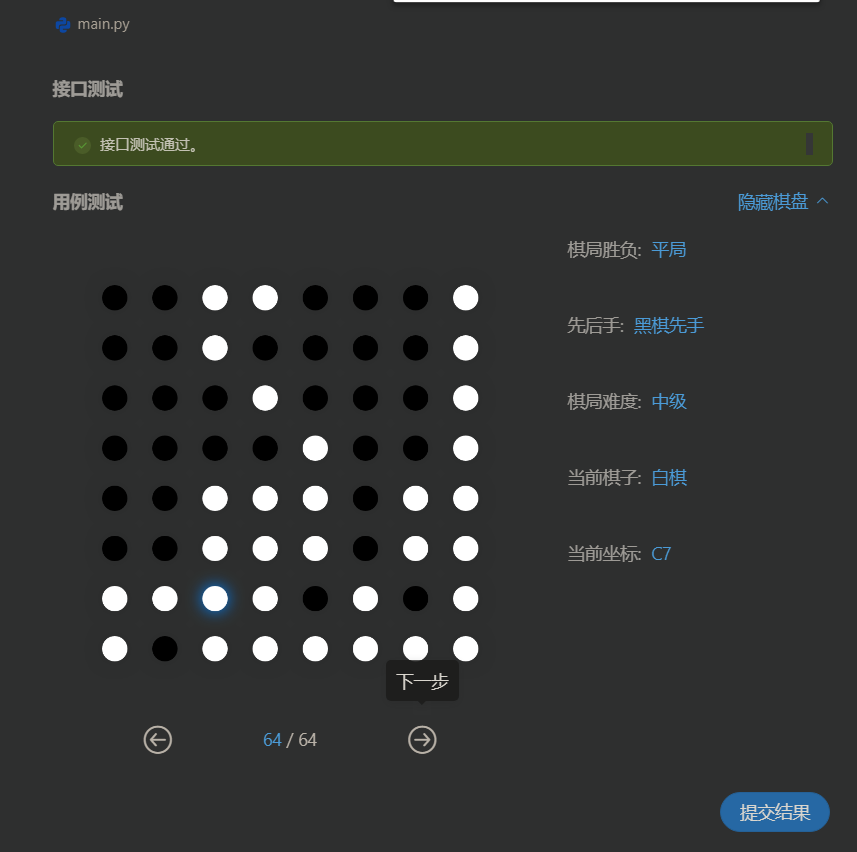 main.py
接口测试
接口测试通过。
用例测试
隐藏棋盘
棋局胜负: 平局
先后手: 黑棋先手
棋局难度: 中级
当前棋子: 白棋
当前坐标: C7
下一步
64 / 64
提交结果